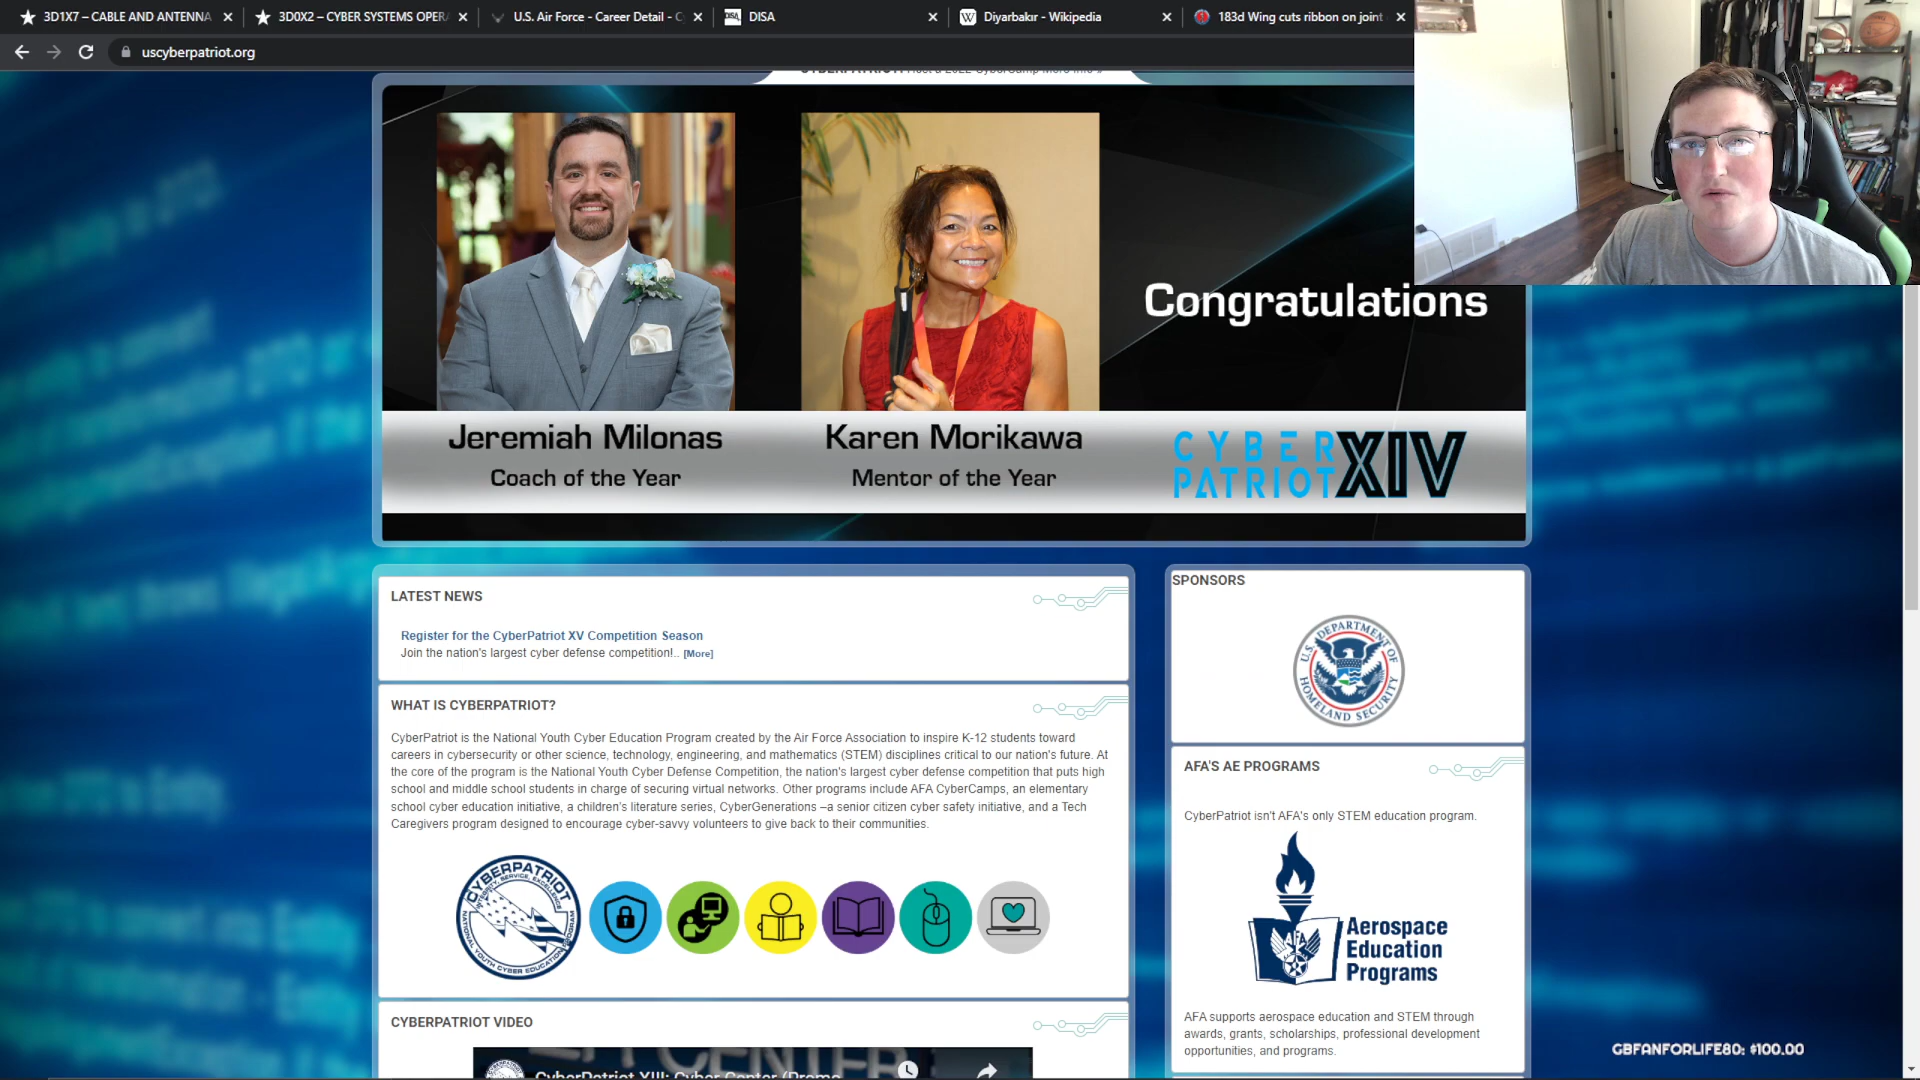 3D1X7 – CABLE AND ANTENNA
3D0X2 – CYBER SYSTEMS OPER
U.S. Air Force - Career Detail - C
DISA
DISA
W
Diyarbakır - Wikipedia
183d Wing cuts ribbon on joint
uscyberpatriot.org
Congratulations
Jeremiah Milonas
Coach of the Year
Karen Morikawa
Mentor of the Year
CYBER
PATRIOT XIV
LATEST NEWS
Register for the CyberPatriot XV Competition Season
Join the nation's largest cyber defense competition!.. [More]
WHAT IS CYBERPATRIOT?
CyberPatriot is the National Youth Cyber Education Program created by the Air Force Association to inspire K-12 students toward
careers in cybersecurity or other science, technology, engineering, and mathematics (STEM) disciplines critical to our nation's future. At
the core of the program is the National Youth Cyber Defense Competition, the nation's largest cyber defense competition that puts high
school and middle school students in charge of securing virtual networks. Other programs include AFA CyberCamps, an elementary
school cyber education initiative, a children's literature series, CyberGenerations –a senior citizen cyber safety initiative, and a Tech
Caregivers program designed to encourage cyber-savvy volunteers to give back to their communities.
CYBERPATRIOT
INTEGRITY, SERVICE, EXCELLENCE
NATIONAL YOUTH CYBER EDUCATION PROGRAM
CYBERPATRIOT VIDEO
SPONSORS
U.S. DEPARTMENT OF
HOMELAND SECURITY
AFA'S AE PROGRAMS
CyberPatriot isn't AFA's only STEM education program.
AFA
Aerospace
Education
Programs
AFA supports aerospace education and STEM through
awards, grants, scholarships, professional development
opportunities, and programs.
GBFANFORLIFE80: $100.00